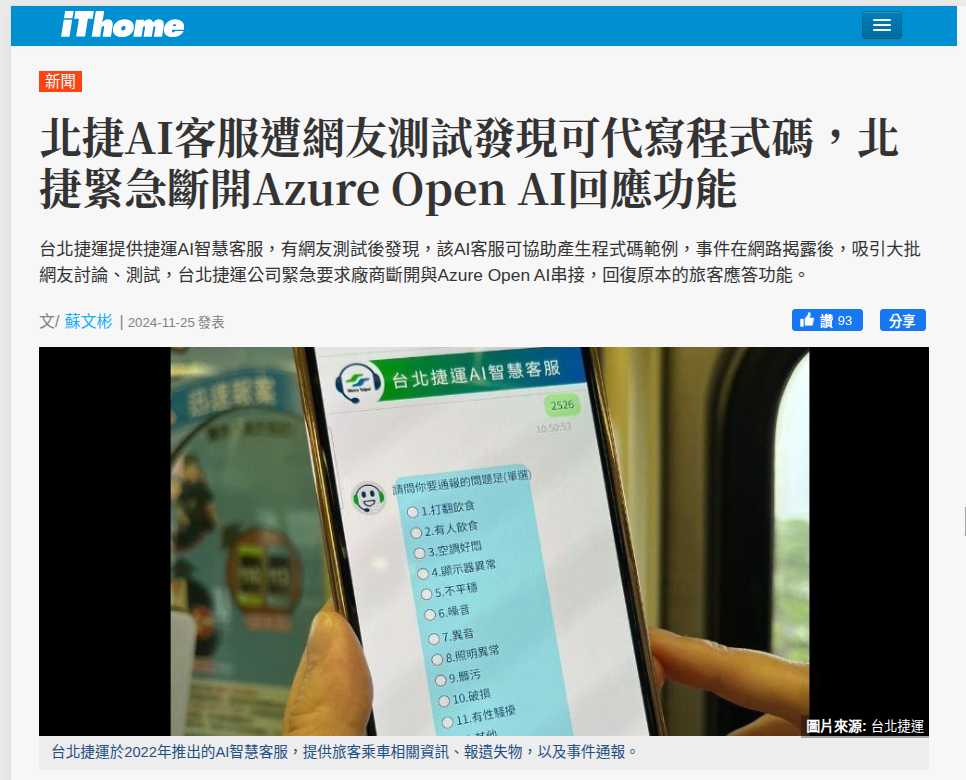 iThome
新聞
北捷AI客服遭網友測試發現可代寫程式碼，北
捷緊急斷開Azure Open AI回應功能
台北捷運提供捷運AI智慧客服，有網友測試後發現，該AI客服可協助產生程式碼範例，事件在網路揭露後，吸引大批
網友討論、測試，台北捷運公司緊急要求廠商斷開與Azure Open AI串接，回復原本的旅客應答功能。
文/ 蘇文彬 | 2024-11-25 發表
讚 93 分享
台北捷運AI智慧客服
2526
10:50:53
請問你要通報的問題是(單選)
1.打翻飲食
2.有人飲食
3.空調好悶
4.顯示器異常
5.不平穩
6.噪音
7.異音
8.照明異常
9.髒污
10.破損
11.有性騷擾
圖片來源: 台北捷運
台北捷運於2022年推出的AI智慧客服，提供旅客乘車相關資訊、報遺失物，以及事件通報。